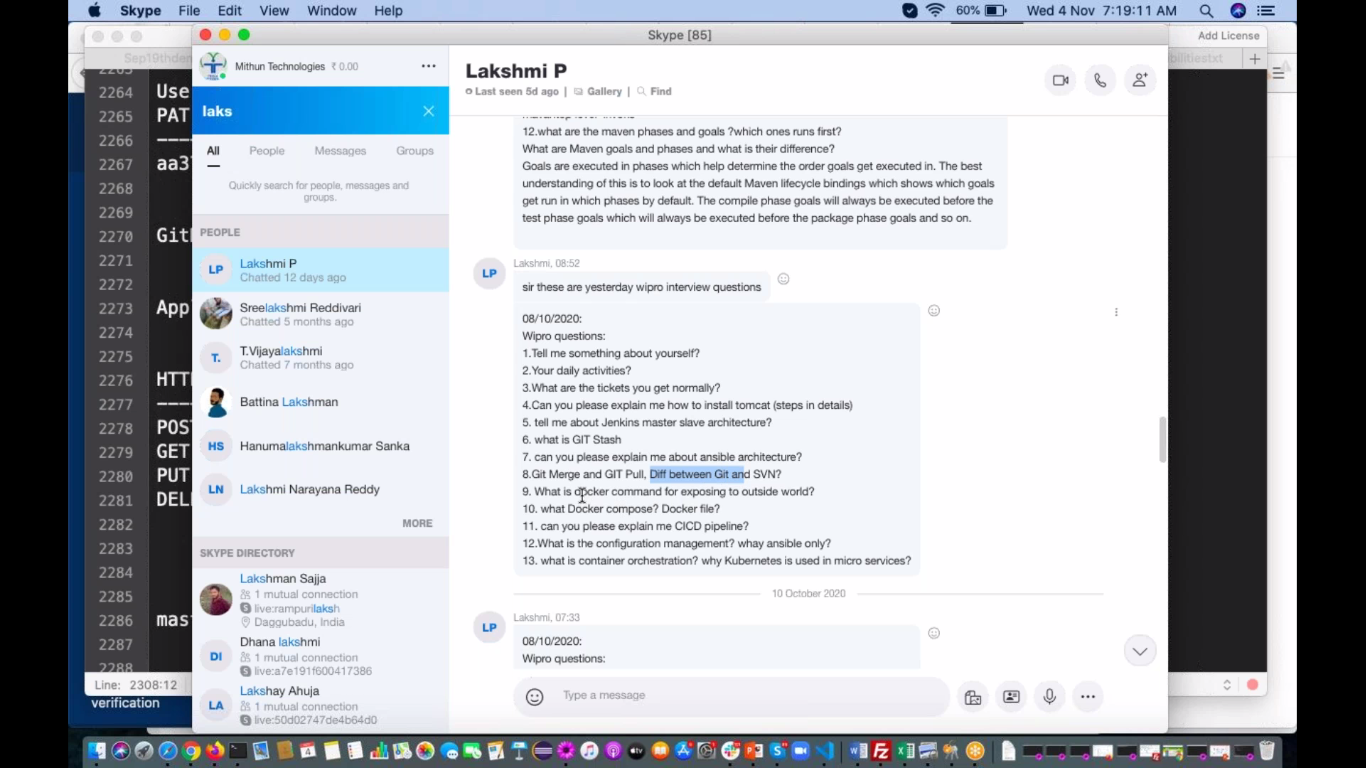 Skype File Edit View Window Help
60% Wed 4 Nov 7:19:11 AM
Skype [85]
Add License
Sep19thden
bilitiestxt
Mithun Technologies ₹ 0.00
laks
All People Messages Groups
Quickly search for people, messages and
groups.
PEOPLE
LP Lakshmi P
Chatted 12 days ago
Sreelakshmi Reddivari
Chatted 5 months ago
T. T.Vijayalakshmi
Chatted 7 months ago
Battina Lakshman
HS Hanumalakshmankumar Sanka
LN Lakshmi Narayana Reddy
MORE
SKYPE DIRECTORY
Lakshman Sajja
1 mutual connection
live:rampurilaksh
Daggubadu, India
DI Dhana lakshmi
1 mutual connection
live:a7e191f600417386
LA Lakshay Ahuja
1 mutual connection
live:50d02747de4b64d0
Lakshmi P
Last seen 5d ago | Gallery | Find
12.what are the maven phases and goals ?which ones runs first?
What are Maven goals and phases and what is their difference?
Goals are executed in phases which help determine the order goals get executed in. The best
understanding of this is to look at the default Maven lifecycle bindings which shows which goals
get run in which phases by default. The compile phase goals will always be executed before the
test phase goals which will always be executed before the package phase goals and so on.
Lakshmi, 08:52
LP
sir these are yesterday wipro interview questions
08/10/2020:
Wipro questions:
1.Tell me something about yourself?
2.Your daily activities?
3.What are the tickets you get normally?
4.Can you please explain me how to install tomcat (steps in details)
5. tell me about Jenkins master slave architecture?
6. what is GIT Stash
7. can you please explain me about ansible architecture?
8.Git Merge and GIT Pull, Diff between Git and SVN?
9. What is docker command for exposing to outside world?
10. what Docker compose? Docker file?
11. can you please explain me CICD pipeline?
12.What is the configuration management? whay ansible only?
13. what is container orchestration? why Kubernetes is used in micro services?
10 October 2020
Lakshmi, 07:33
LP
08/10/2020:
Wipro questions:
Type a message
2264 Use
2265 PAT
2266 ----
2267 aa3
2268
2269
2270 Git
2271
2272
2273 App
2274
2275
2276 HTT
2277 ----
2278 POS
2279 GET
2280 PUT
2281 DEL
2282
2283
2284
2285
2286 mas
2287
2288
Line: 2308:12
verification